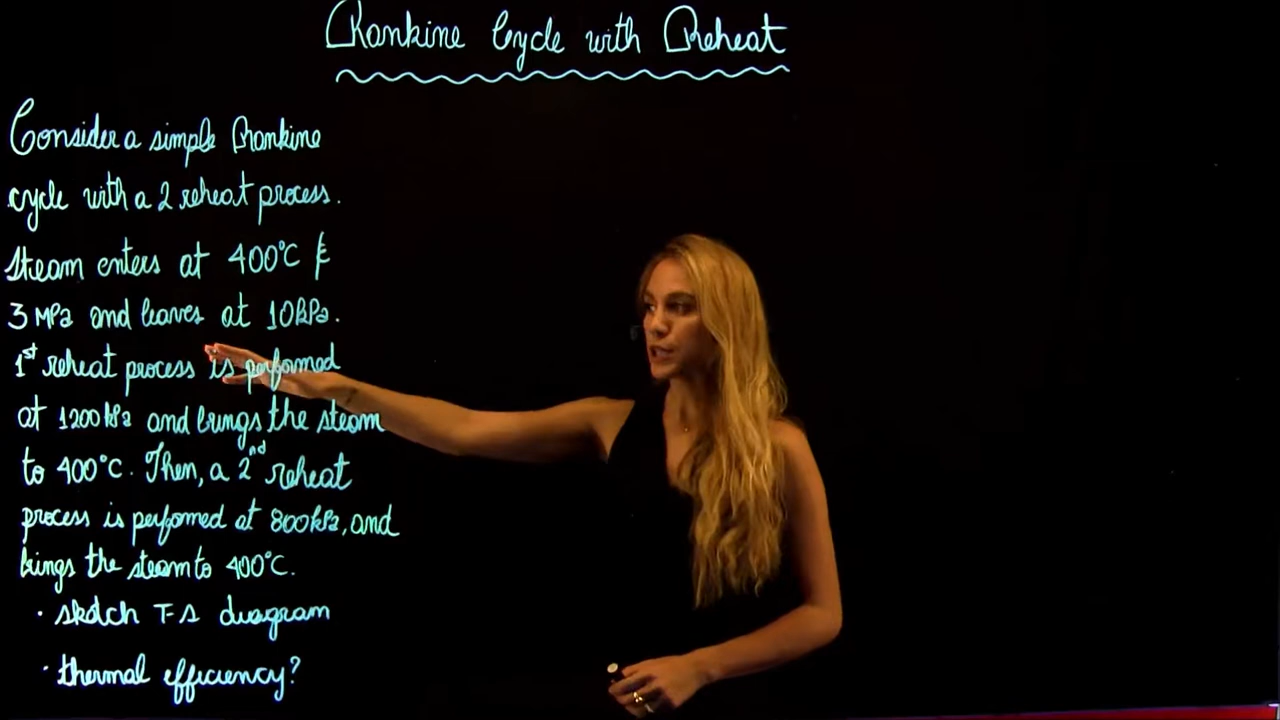 Rankine Cycle with Reheat
Consider a simple Rankine
cycle with a 2 reheat process.
Steam enters at 400°C &
3 MPa and leaves at 10kPa.
1st reheat process is perfomed
at 1200kPa and brings the steam
to 400°C. Then, a 2nd reheat
process is perfomed at 800kPa, and
brings the steam to 400°C.
· sketch T-S diagram
· thermal efficiency?